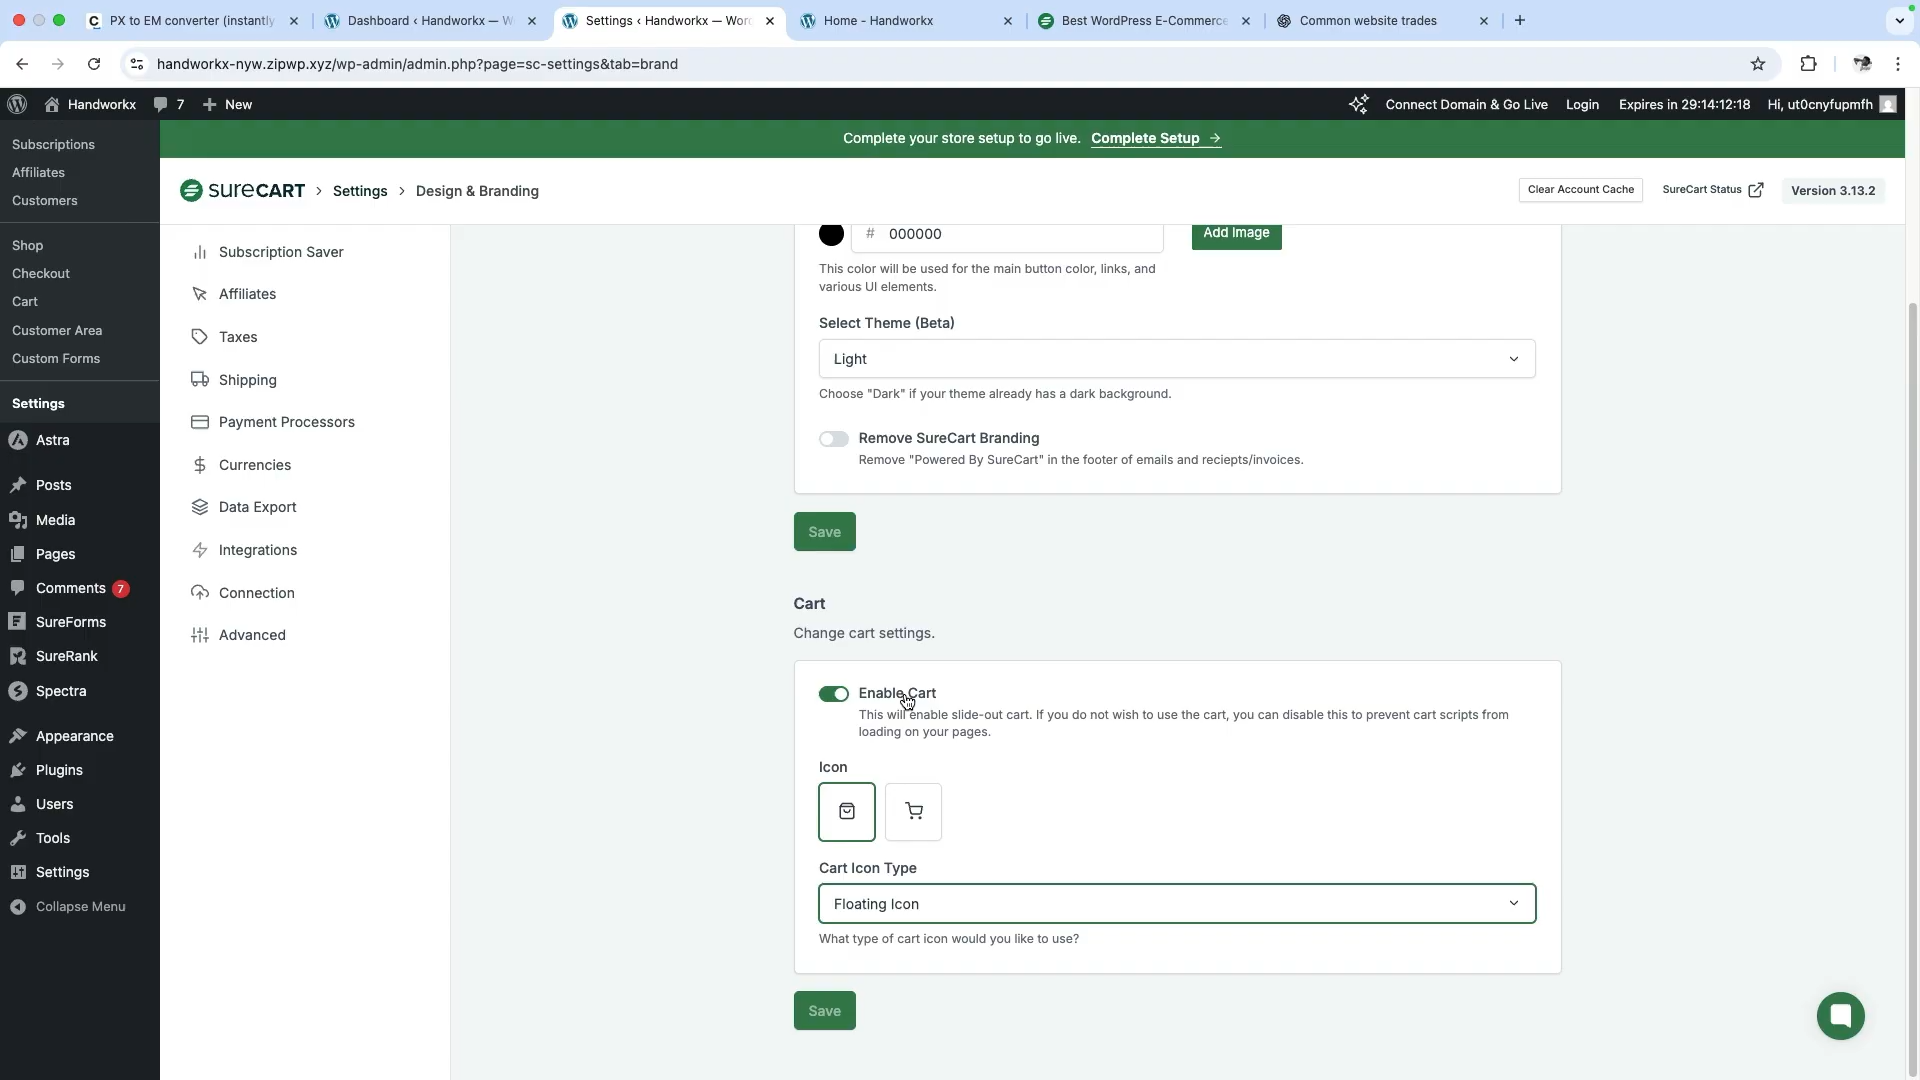 PX to EM converter (instantly
Dashboard ‹ Handworkx — W
Settings ‹ Handworkx — Wor
Home - Handworkx
Best WordPress E-Commerce
Common website trades
handworkx-nyw.zipwp.xyz/wp-admin/admin.php?page=sc-settings&tab=brand
Handworkx
7
New
Connect Domain & Go Live
Login
Expires in 29:14:12:18
Hi, ut0cnyfupmfh
Complete your store setup to go live. Complete Setup →
SURECART > Settings > Design & Branding
Clear Account Cache
SureCart Status
Version 3.13.2
Subscriptions
Affiliates
Customers
Shop
Checkout
Cart
Customer Area
Custom Forms
Settings
Astra
Posts
Media
Pages
Comments 7
SureForms
SureRank
Spectra
Appearance
Plugins
Users
Tools
Settings
Collapse Menu
Subscription Saver
Affiliates
Taxes
Shipping
Payment Processors
Currencies
Data Export
Integrations
Connection
Advanced
# 000000
Add Image
This color will be used for the main button color, links, and
various UI elements.
Select Theme (Beta)
Light
Choose "Dark" if your theme already has a dark background.
Remove SureCart Branding
Remove "Powered By SureCart" in the footer of emails and reciepts/invoices.
Save
Cart
Change cart settings.
Enable Cart
This will enable slide-out cart. If you do not wish to use the cart, you can disable this to prevent cart scripts from
loading on your pages.
Icon
Cart Icon Type
Floating Icon
What type of cart icon would you like to use?
Save